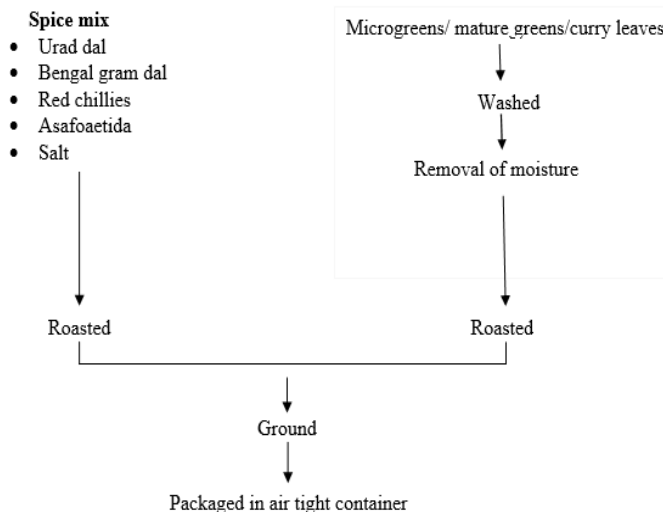 Spice mix
• Urad dal
• Bengal gram dal
• Red chillies
• Asafoaetida
• Salt
Roasted
Microgreens/ mature greens/curry leaves
Washed
Removal of moisture
Roasted
Ground
Packaged in air tight container